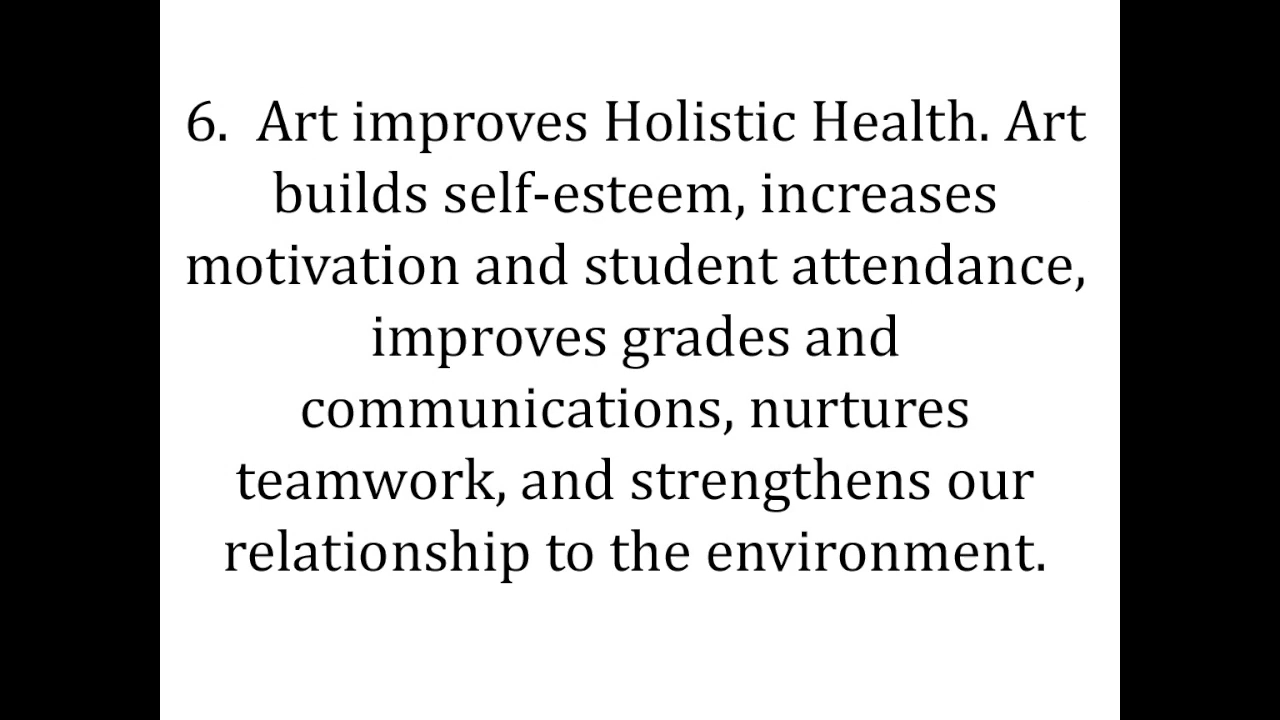 6.  Art improves Holistic Health. Art
builds self-esteem, increases
motivation and student attendance,
improves grades and
communications, nurtures
teamwork, and strengthens our
relationship to the environment.